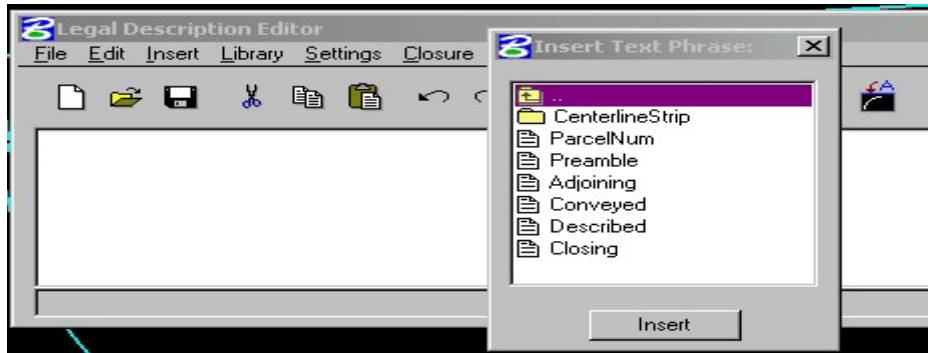 Legal Description Editor
File Edit Insert Library Settings Closure
Insert Text Phrase:
..
CenterlineStrip
ParcelNum
Preamble
Adjoining
Conveyed
Described
Closing
Insert